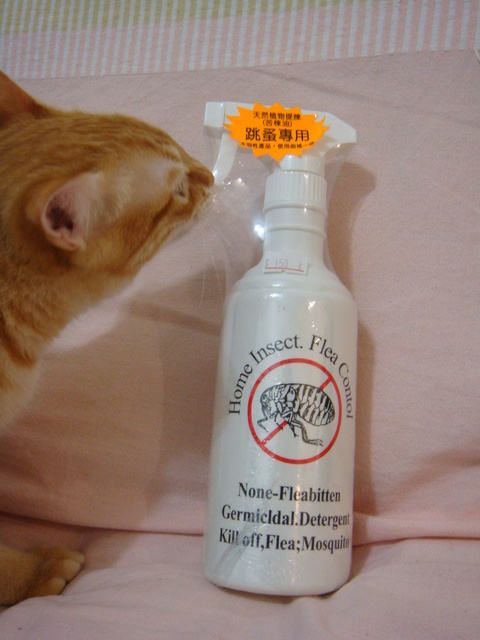 天然植物提煉
(苦楝油)
跳蚤專用
150
Home Insect. Flea Contol
None-Fleabitten
Germicldal.Detergent
Kill off,Flea;Mosquito